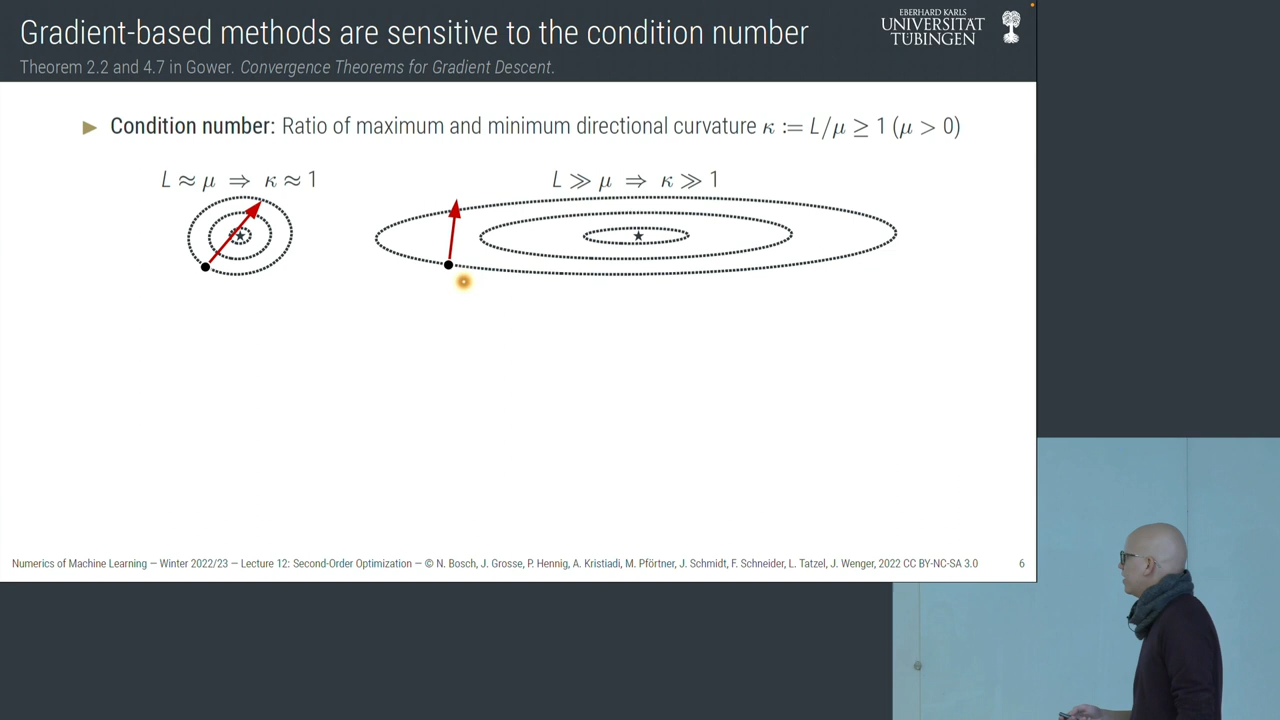 Gradient-based methods are sensitive to the condition number
Theorem 2.2 and 4.7 in Gower. Convergence Theorems for Gradient Descent.
EBERHARD KARLS
UNIVERSITÄT
TÜBINGEN
▶ Condition number: Ratio of maximum and minimum directional curvature κ := L/μ ≥ 1 (μ > 0)
L ≈ μ ⇒ κ ≈ 1
L ≫ μ ⇒ κ ≫ 1
Numerics of Machine Learning — Winter 2022/23 — Lecture 12: Second-Order Optimization — © N. Bosch, J. Grosse, P. Hennig, A. Kristiadi, M. Pförtner, J. Schmidt, F. Schneider, L. Tatzel, J. Wenger, 2022 CC BY-NC-SA 3.0
6